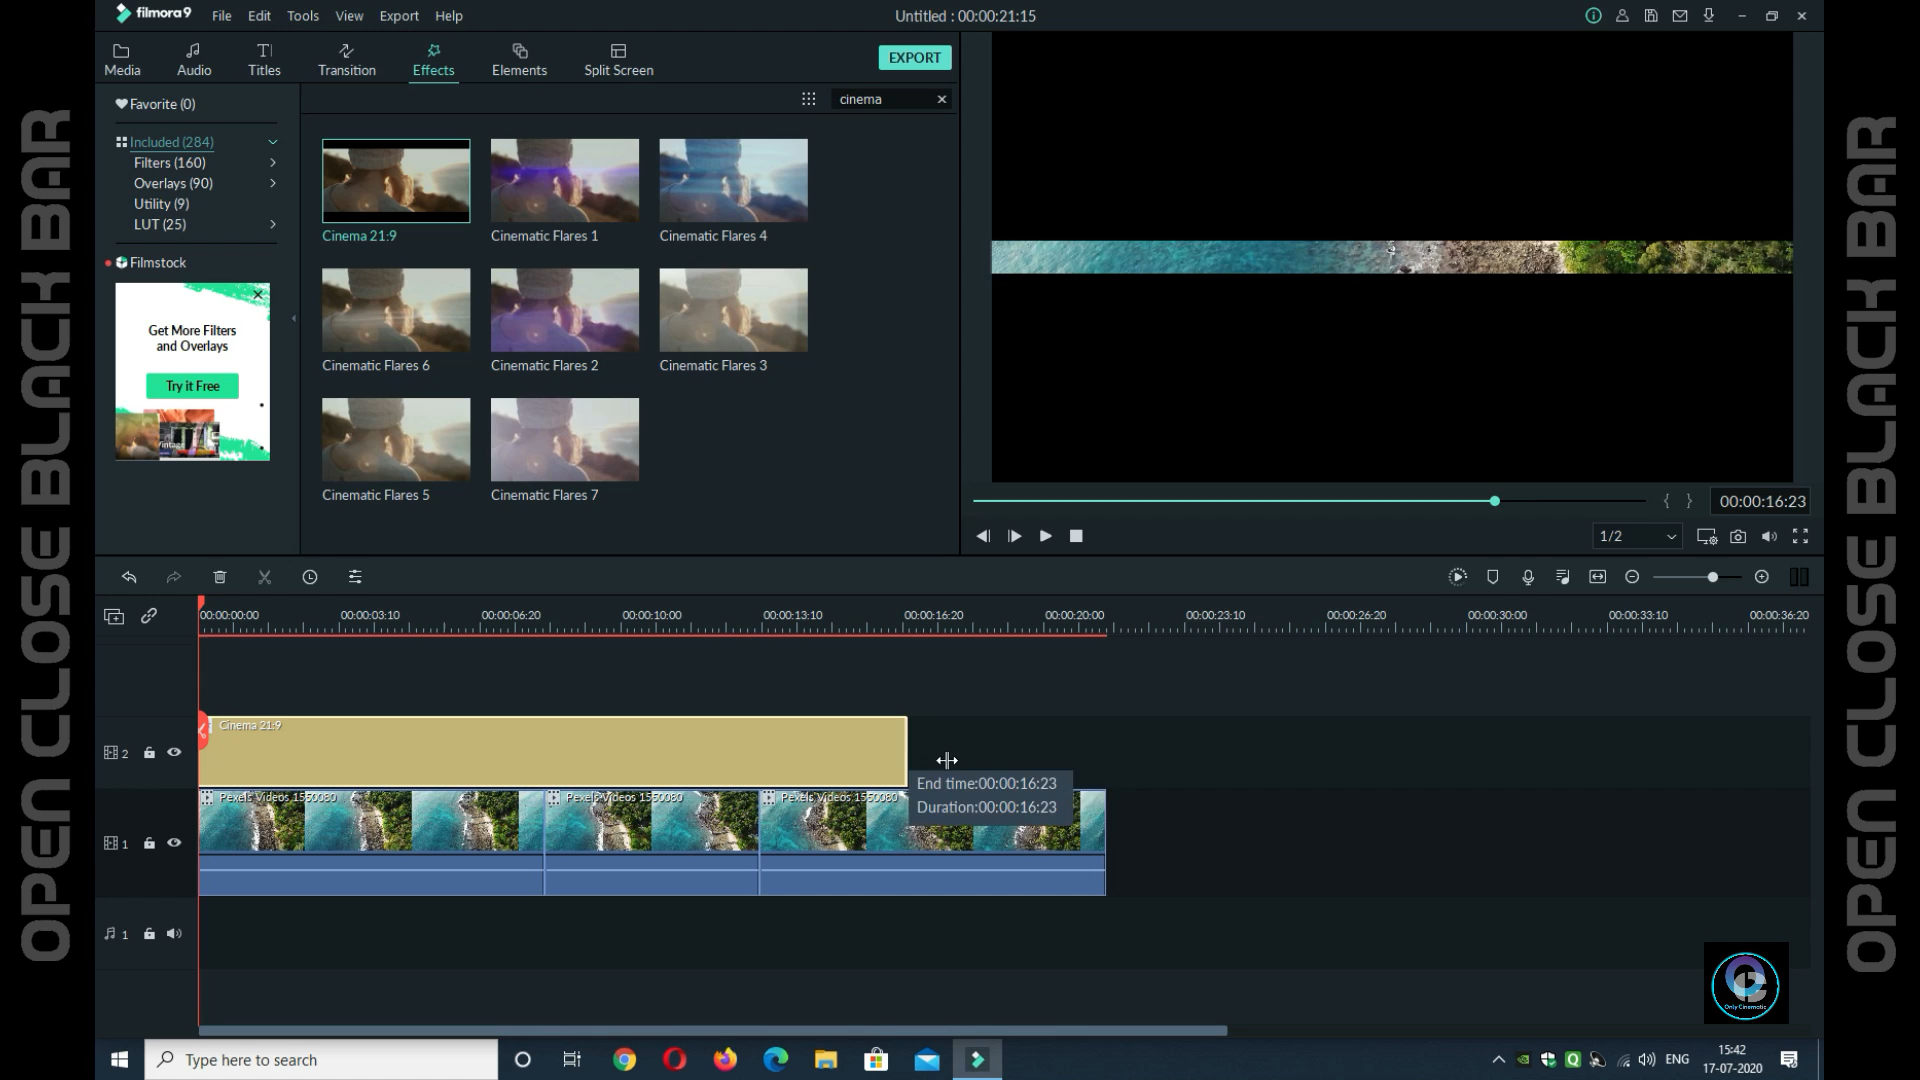 OPEN CLOSE BLACK BAR
filmora9
File
Edit
Tools
View
Export
Help
Untitled : 00:00:21:15
Media
Audio
Titles
Transition
Effects
Elements
Split Screen
EXPORT
Favorite (0)
Included (284)
Filters (160)
Overlays (90)
Utility (9)
LUT (25)
Filmstock
Get More Filters
and Overlays
Try it Free
Vintage
cinema
Cinema 21:9
Cinematic Flares 1
Cinematic Flares 4
Cinematic Flares 6
Cinematic Flares 2
Cinematic Flares 3
Cinematic Flares 5
Cinematic Flares 7
{ }
00:00:16:23
1/2
00:00:00:00
00:00:03:10
00:00:06:20
00:00:10:00
00:00:13:10
00:00:16:20
00:00:20:00
00:00:23:10
00:00:26:20
00:00:30:00
00:00:33:10
00:00:36:20
2
Cinema 21:9
End time:00:00:16:23
Duration:00:00:16:23
1
Pexels Videos 1550080
Pexels Videos 1550080
Pexels Videos 1550080
1
Only Cinematic
Type here to search
ENG
15:42
17-07-2020
OPEN CLOSE BLACK BAR